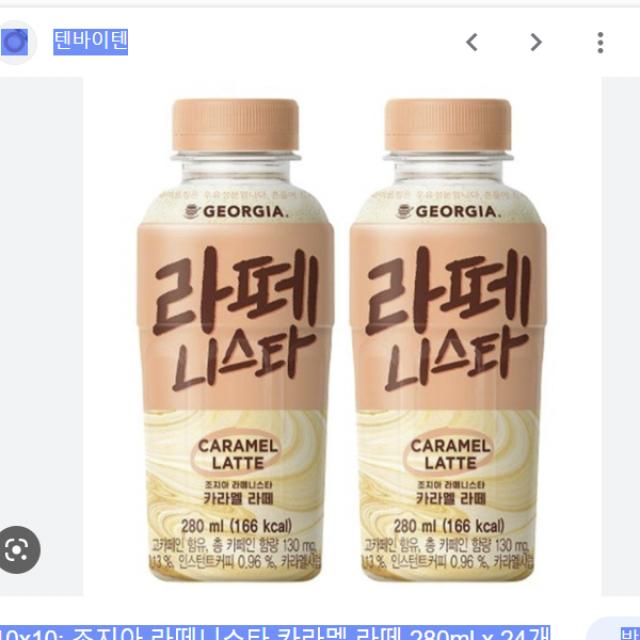 텐바이텐
GEORGIA.
라떼
니스타
CARAMEL
LATTE
조지아 라떼니스타
카라멜 라떼
280 ml (166 kcal)
고카페인 함유, 총 카페인 함량 130 mg
인스턴트커피 0.96 %, 카라멜시럽
GEORGIA.
라떼
니스타
CARAMEL
LATTE
조지아 라떼니스타
카라멜 라떼
280 ml (166 kcal)
고카페인 함유, 총 카페인 함량 130 mg
인스턴트커피 0.96 %, 카라멜시럽
10x10: 조지아 라떼니스타 카라멜 라떼 280ml x 24개